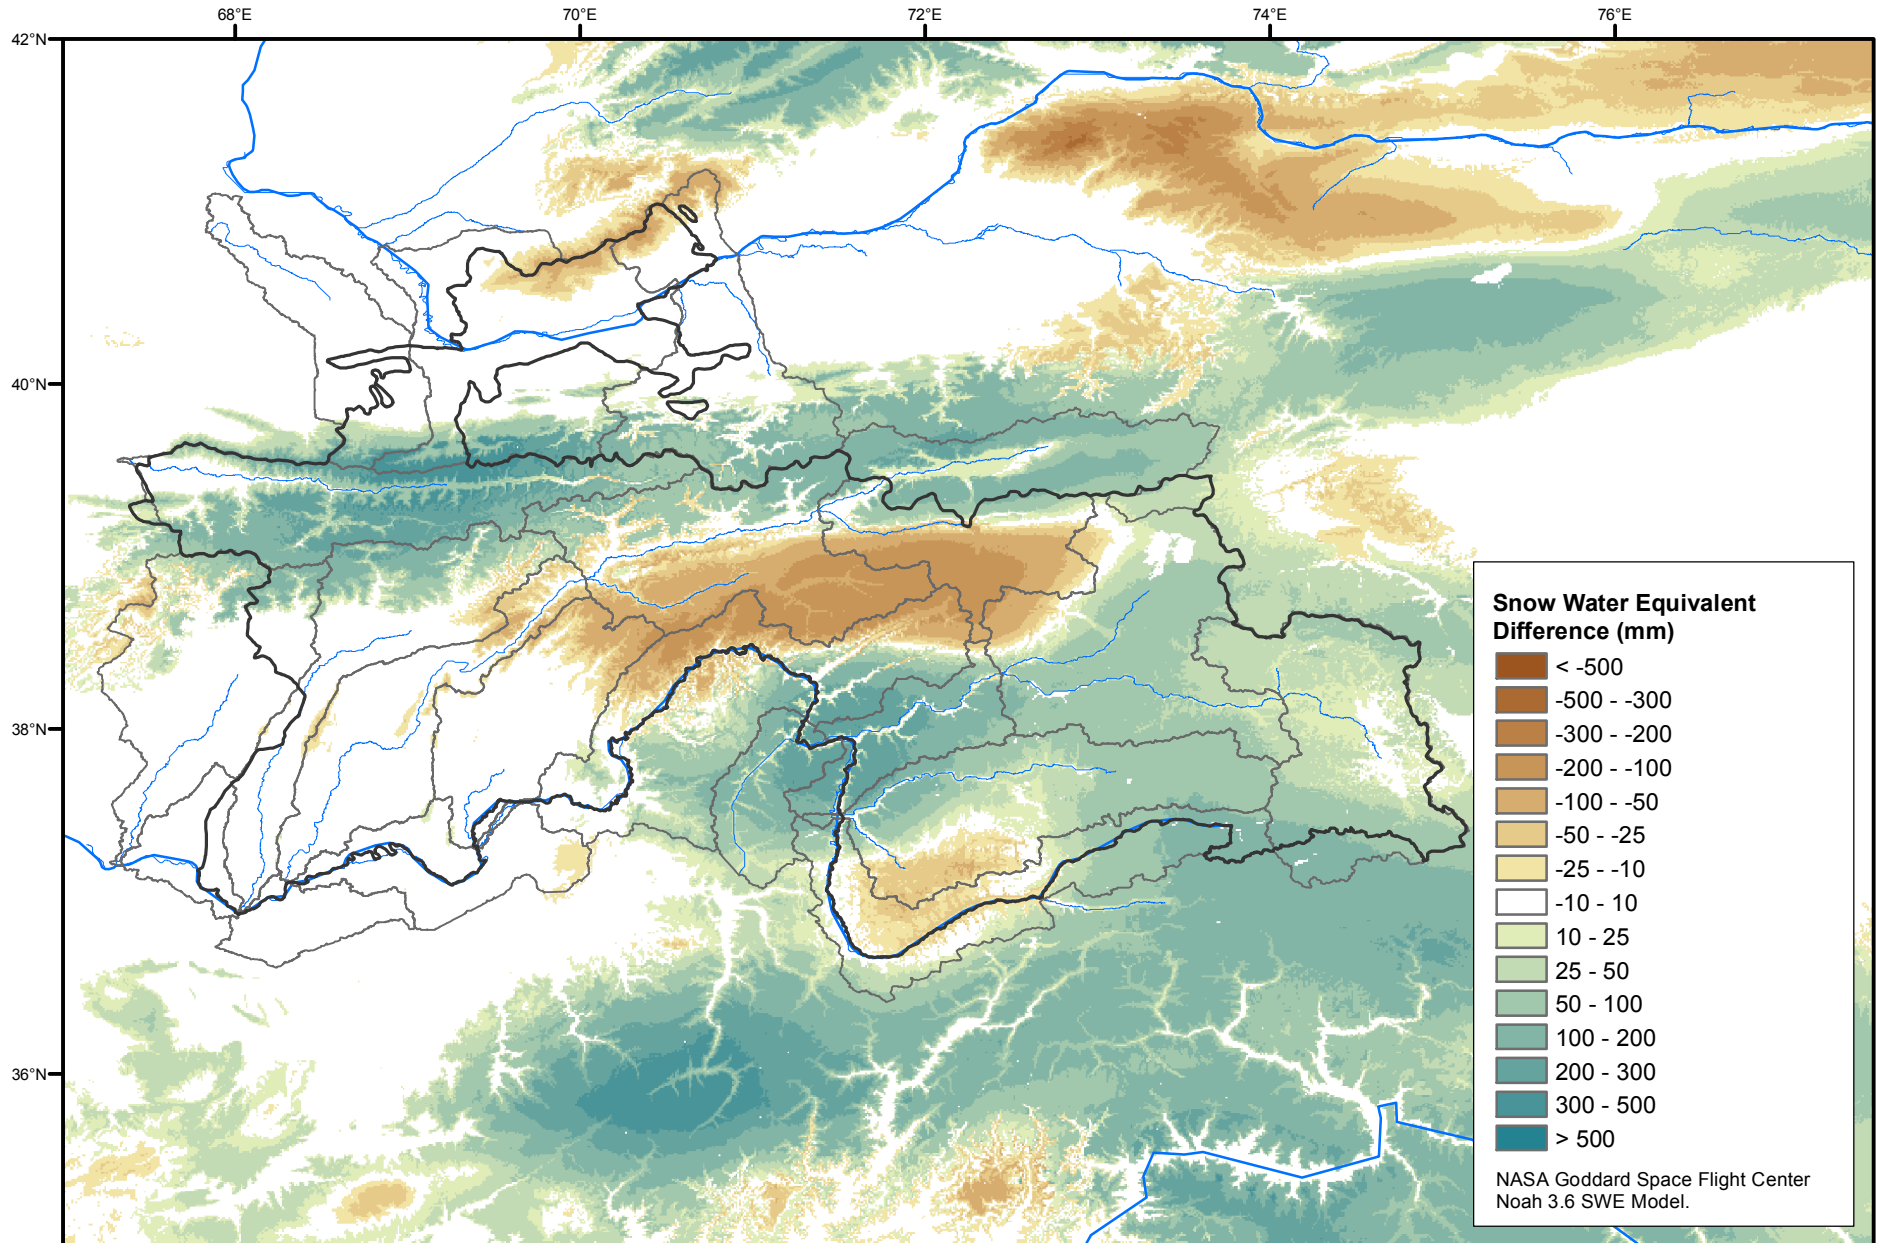 68°E 70°E 72°E 74°E 76°E
42°N
40°N
38°N
36°N
Snow Water Equivalent
Difference (mm)
< -500
-500 - -300
-300 - -200
-200 - -100
-100 - -50
-50 - -25
-25 - -10
-10 - 10
10 - 25
25 - 50
50 - 100
100 - 200
200 - 300
300 - 500
> 500
NASA Goddard Space Flight Center
Noah 3.6 SWE Model.